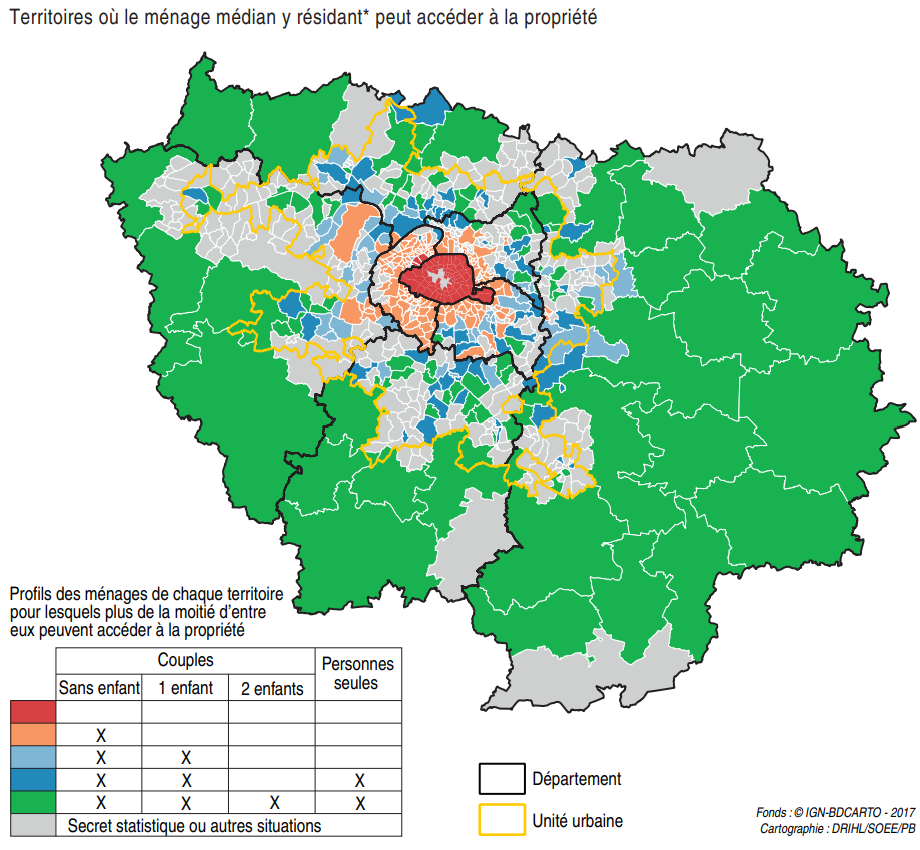 Territoires où le ménage médian y résidant* peut accéder à la propriété
Profils des ménages de chaque territoire
pour lesquels plus de la moitié d'entre
eux peuvent accéder à la propriété
Couples
Personnes
seules
Sans enfant
1 enfant
2 enfants
X
X X
X X X
X X X X
Secret statistique ou autres situations
Département
Unité urbaine
Fonds : © IGN-BDCARTO - 2017
Cartographie : DRIHL/SOEE/PB